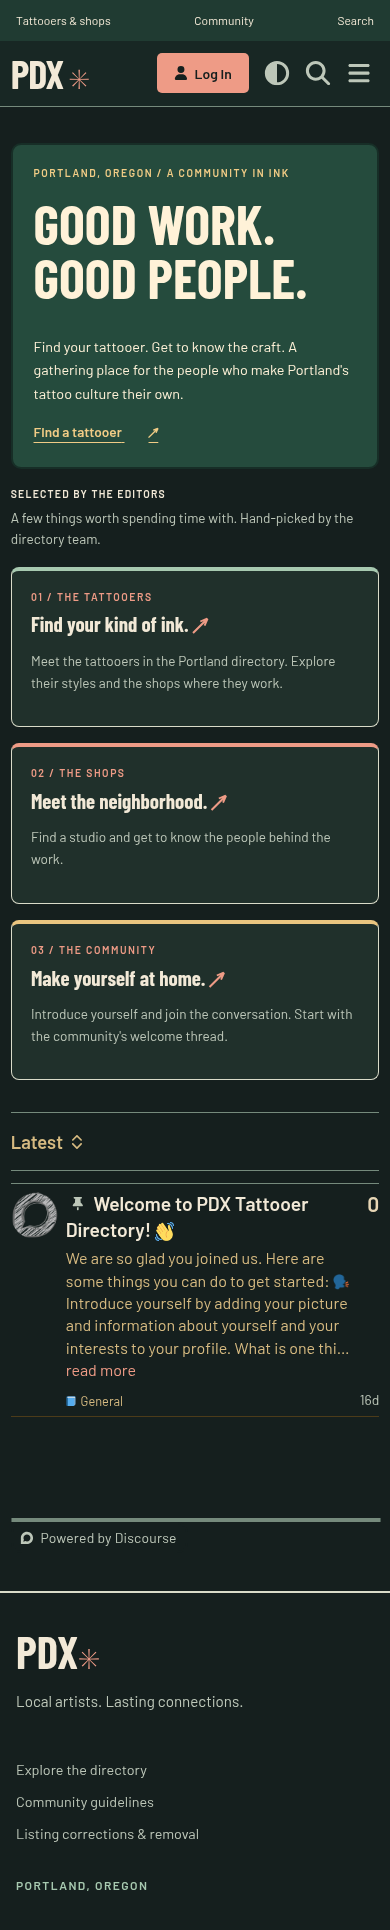 Tattooers & shops Community Search
PDX Log In
PORTLAND, OREGON / A COMMUNITY IN INK
GOOD WORK.
GOOD PEOPLE.
Find your tattooer. Get to know the craft. A
gathering place for the people who make Portland's
tattoo culture their own.
Find a tattooer
SELECTED BY THE EDITORS
A few things worth spending time with. Hand-picked by the
directory team.
01 / THE TATTOOERS
Find your kind of ink.
Meet the tattooers in the Portland directory. Explore
their styles and the shops where they work.
02 / THE SHOPS
Meet the neighborhood.
Find a studio and get to know the people behind the
work.
03 / THE COMMUNITY
Make yourself at home.
Introduce yourself and join the conversation. Start with
the community's welcome thread.
Latest
Welcome to PDX Tattooer 0
Directory! 👋
We are so glad you joined us. Here are
some things you can do to get started: 🗣
Introduce yourself by adding your picture
and information about yourself and your
interests to your profile. What is one thi…
read more
General 16d
Powered by Discourse
PDX
Local artists. Lasting connections.
Explore the directory
Community guidelines
Listing corrections & removal
PORTLAND, OREGON